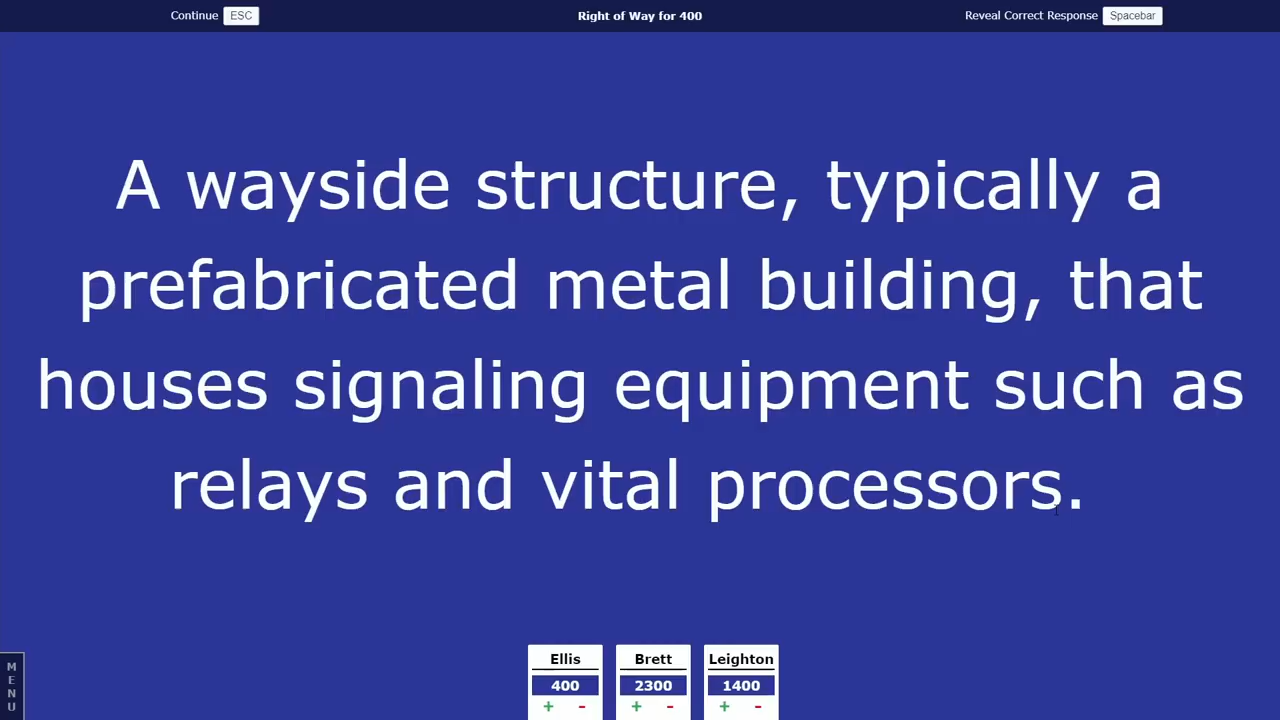 Continue ESC
Right of Way for 400
Reveal Correct Response Spacebar
A wayside structure, typically a
prefabricated metal building, that
houses signaling equipment such as
relays and vital processors.
MENU
Ellis Brett Leighton
400 2300 1400
+ - + - + -